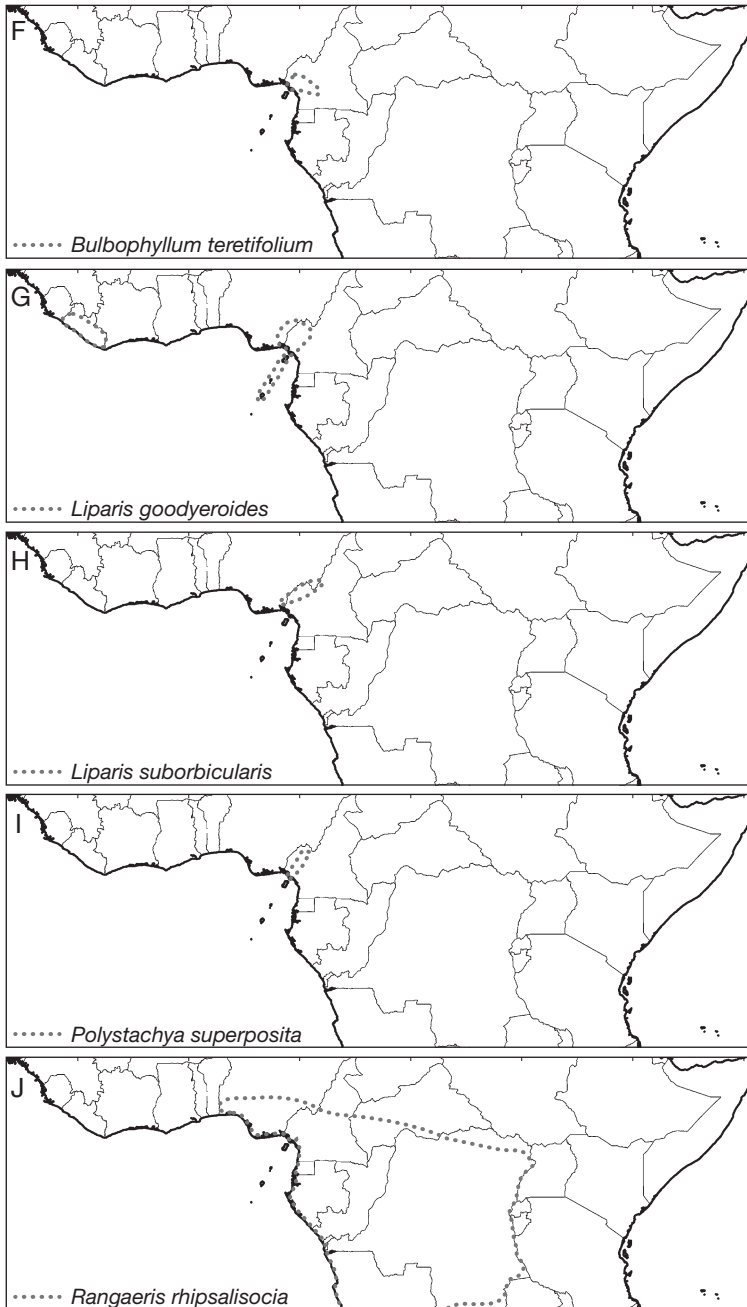 F
Bulbophyllum teretifolium
G
Liparis goodyeroides
H
Liparis suborbicularis
I
Polystachya superposita
J
Rangaeris rhipsalisocia